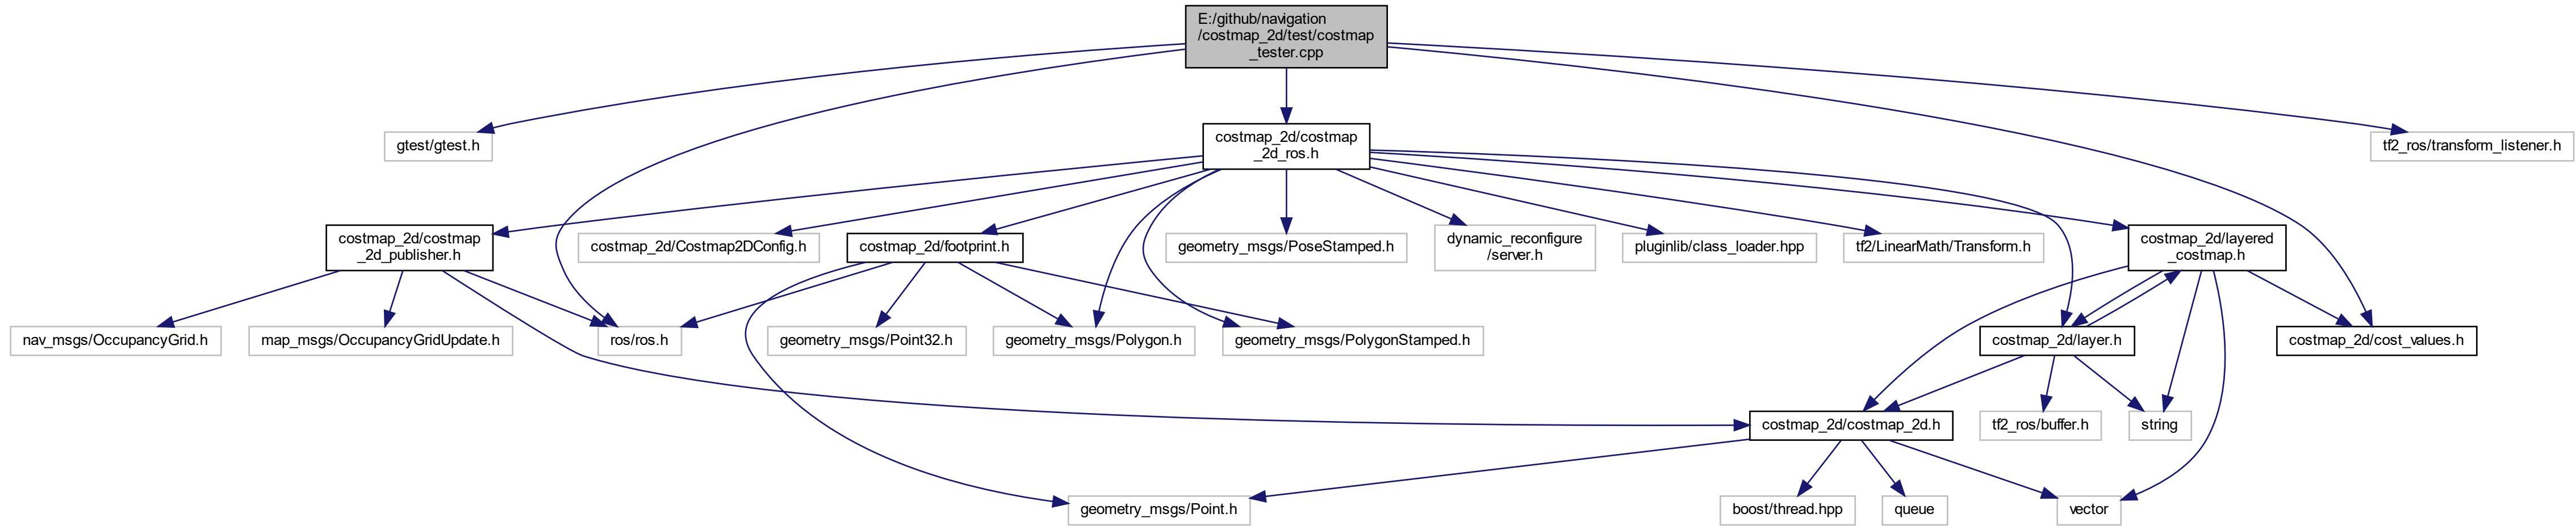 E:/github/navigation
/costmap_2d/test/costmap
_tester.cpp
gtest/gtest.h
costmap_2d/costmap
_2d_ros.h
tf2_ros/transform_listener.h
costmap_2d/costmap
_2d_publisher.h
costmap_2d/Costmap2DConfig.h
costmap_2d/footprint.h
geometry_msgs/PoseStamped.h
dynamic_reconfigure
/server.h
pluginlib/class_loader.hpp
tf2/LinearMath/Transform.h
costmap_2d/layered
_costmap.h
nav_msgs/OccupancyGrid.h
map_msgs/OccupancyGridUpdate.h
ros/ros.h
geometry_msgs/Point32.h
geometry_msgs/Polygon.h
geometry_msgs/PolygonStamped.h
costmap_2d/layer.h
costmap_2d/cost_values.h
costmap_2d/costmap_2d.h
tf2_ros/buffer.h
string
geometry_msgs/Point.h
boost/thread.hpp
queue
vector